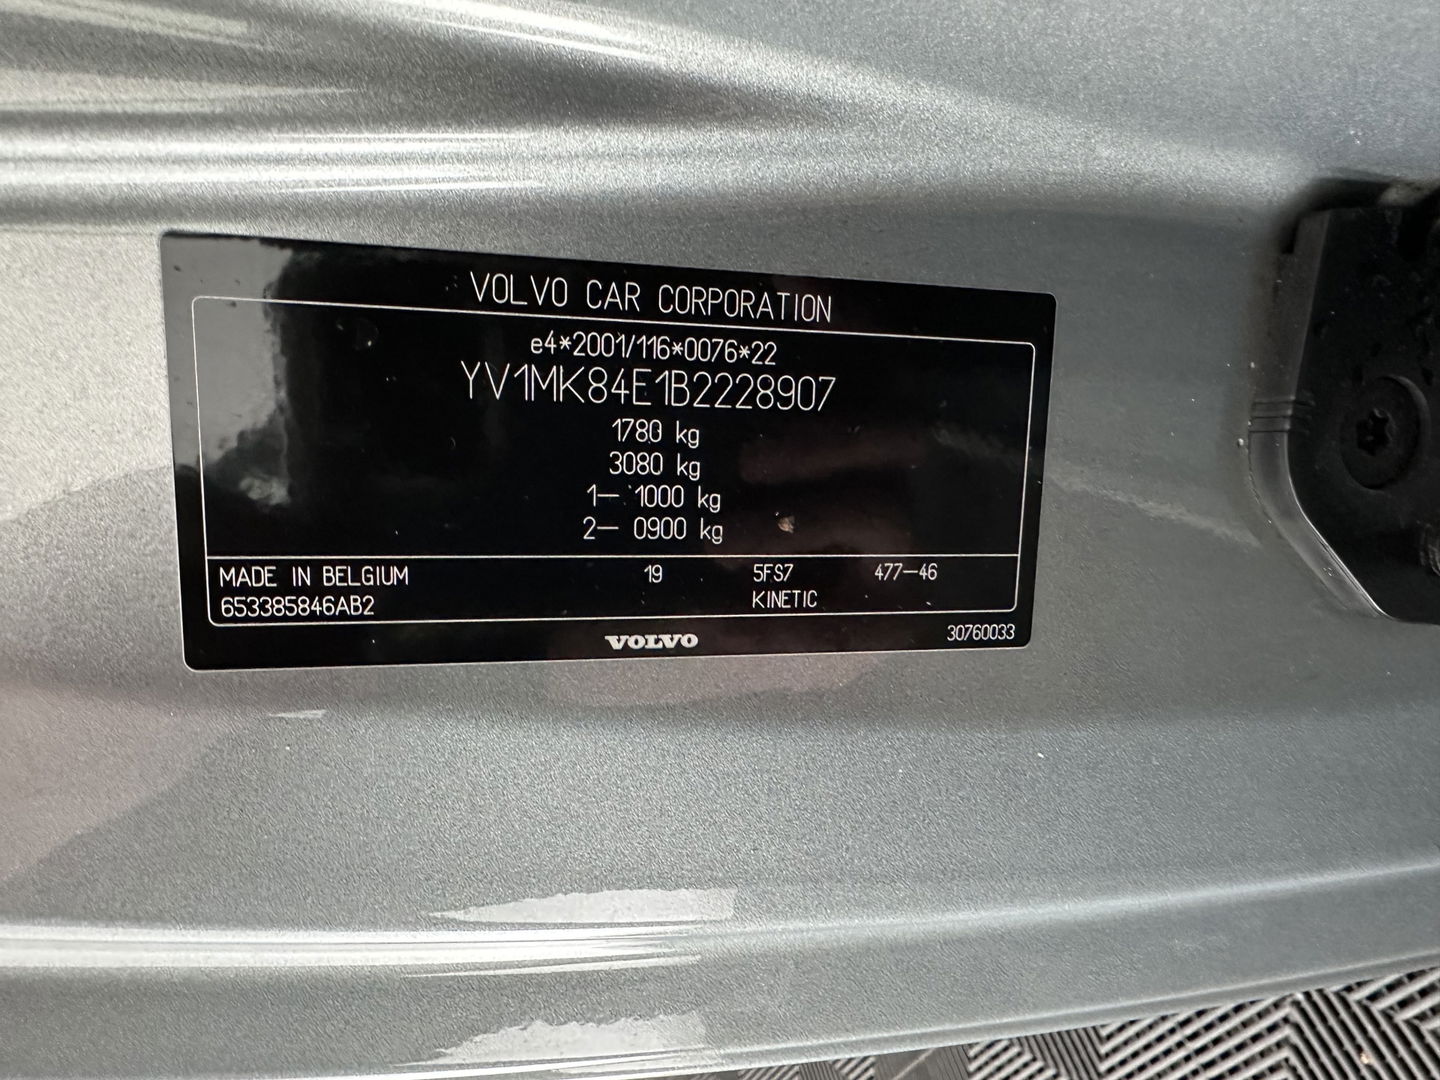 VOLVO CAR CORPORATION
e4*2001/116*0076*22
YV1MK84E1B2228907
1780 kg
3080 kg
1— 1000 kg
2— 0900 kg
MADE IN BELGIUM 19 5FS7 477—46
653385846AB2 KINETIC
VOLVO 30760033